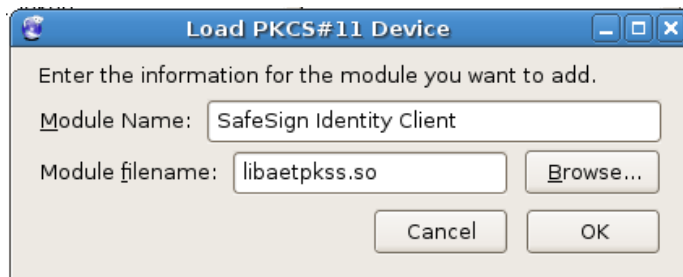 Load PKCS#11 Device
Enter the information for the module you want to add.
Module Name: SafeSign Identity Client
Module filename: libaetpkss.so Browse...
Cancel OK